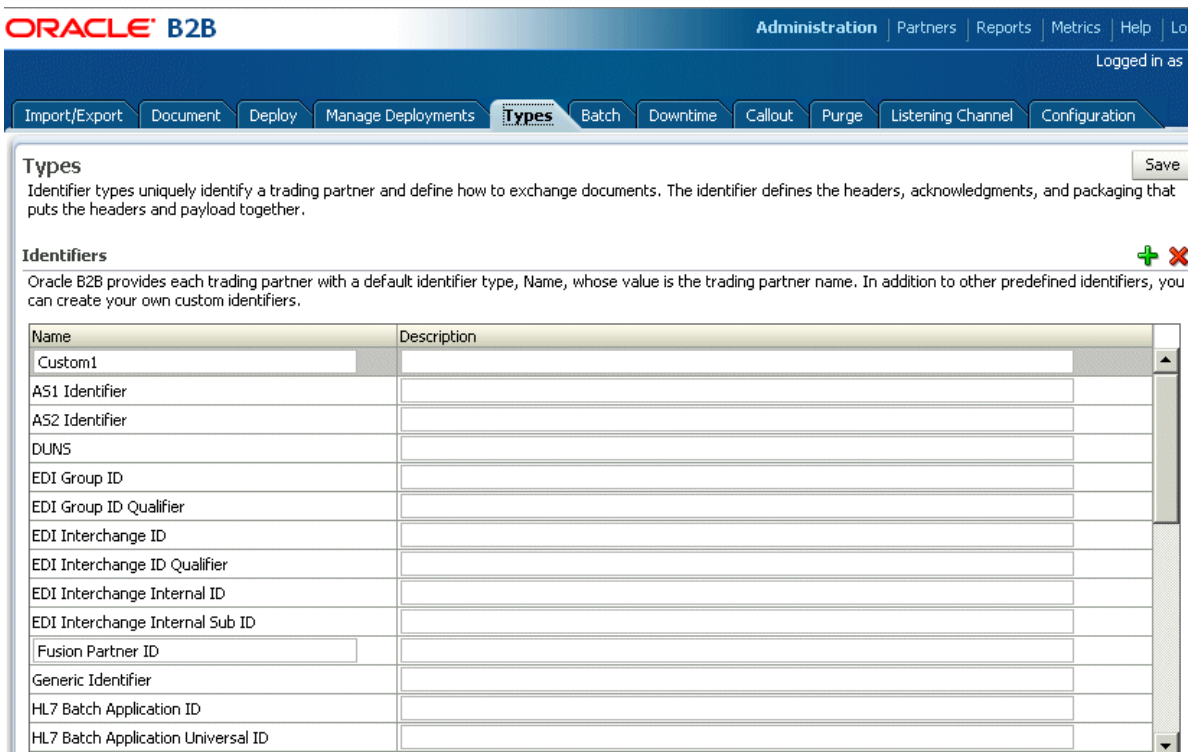 ORACLE B2B
Administration | Partners | Reports | Metrics | Help | Lo
Logged in as
Import/Export Document Deploy Manage Deployments Types Batch Downtime Callout Purge Listening Channel Configuration
Types Save
Identifier types uniquely identify a trading partner and define how to exchange documents. The identifier defines the headers, acknowledgments, and packaging that
puts the headers and payload together.
Identifiers
Oracle B2B provides each trading partner with a default identifier type, Name, whose value is the trading partner name. In addition to other predefined identifiers, you
can create your own custom identifiers.
Name Description
Custom1
AS1 Identifier
AS2 Identifier
DUNS
EDI Group ID
EDI Group ID Qualifier
EDI Interchange ID
EDI Interchange ID Qualifier
EDI Interchange Internal ID
EDI Interchange Internal Sub ID
Fusion Partner ID
Generic Identifier
HL7 Batch Application ID
HL7 Batch Application Universal ID